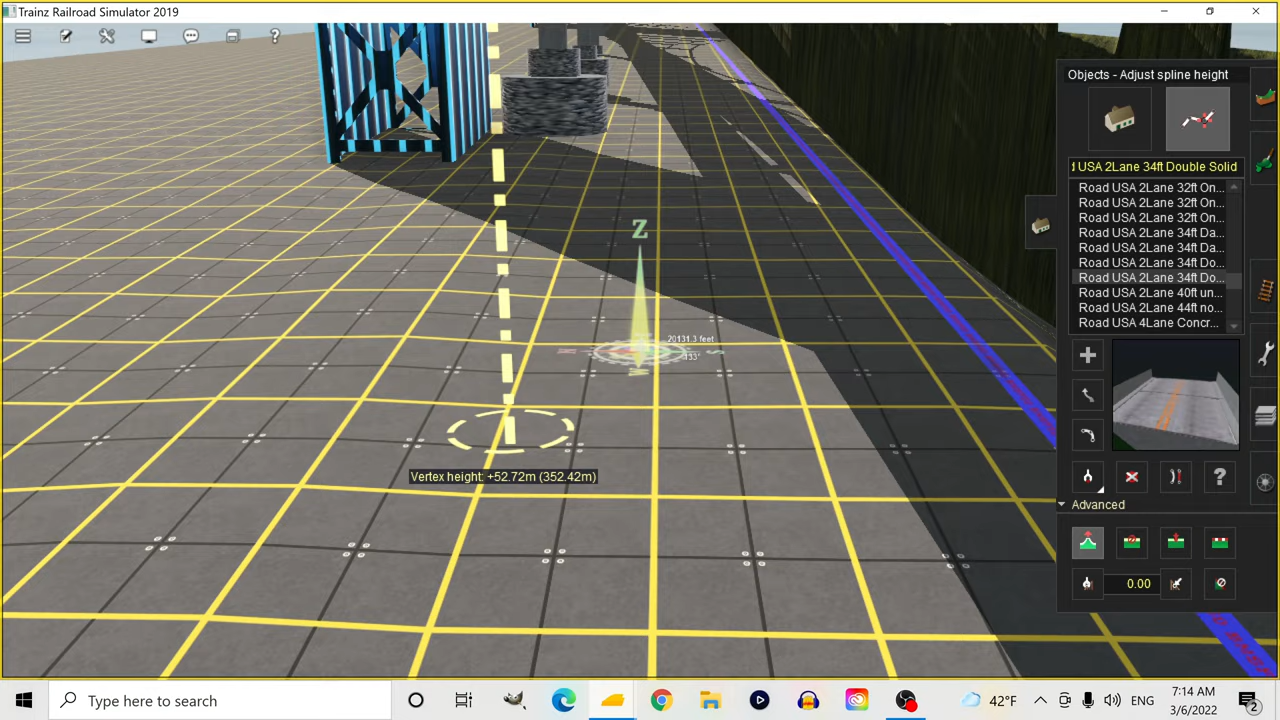 Trainz Railroad Simulator 2019
Objects - Adjust spline height
USA 2Lane 34ft Double Solid
Road USA 2Lane 32ft On...
Road USA 2Lane 32ft On...
Road USA 2Lane 32ft On...
Road USA 2Lane 34ft Da...
Road USA 2Lane 34ft Da...
Road USA 2Lane 34ft Do...
Road USA 2Lane 34ft Do...
Road USA 2Lane 40ft un...
Road USA 2Lane 44ft no...
Road USA 4Lane Concr...
Z
20131.3 feet
133°
S
W
Vertex height: +52.72m (352.42m)
Advanced
0.00
Type here to search
42°F
ENG
7:14 AM
3/6/2022
2